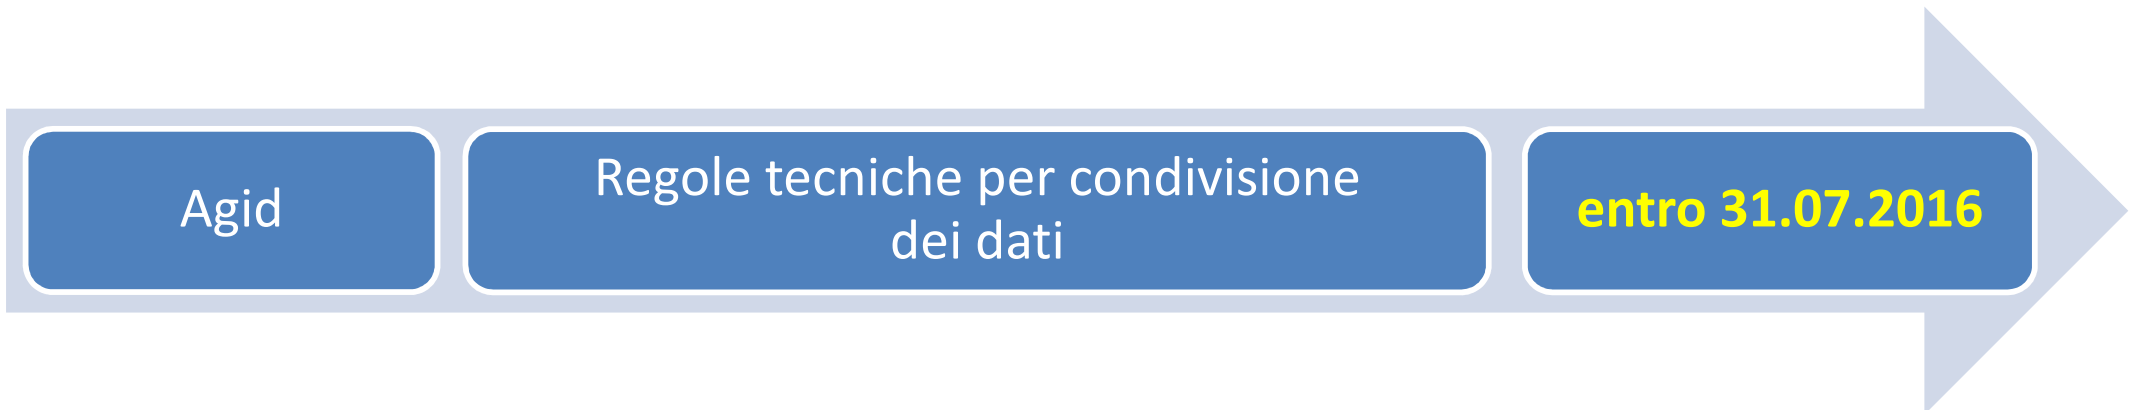 Agid
Regole tecniche per condivisione
dei dati
entro 31.07.2016